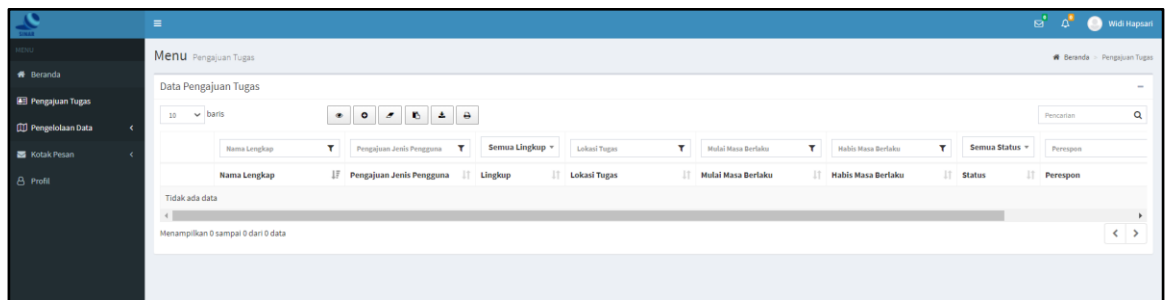 Widi Hapsari
MENU
Beranda
Pengajuan Tugas
Pengelolaan Data
Kotak Pesan
Profil
Menu Pengajuan Tugas
Beranda > Pengajuan Tugas
Data Pengajuan Tugas
10 baris
Pencarian
Nama Lengkap Pengajuan Jenis Pengguna Semua Lingkup Lokasi Tugas Mulai Masa Berlaku Habis Masa Berlaku Semua Status Perespon
Nama Lengkap Pengajuan Jenis Pengguna Lingkup Lokasi Tugas Mulai Masa Berlaku Habis Masa Berlaku Status Perespon
Tidak ada data
Menampilkan 0 sampai 0 dari 0 data